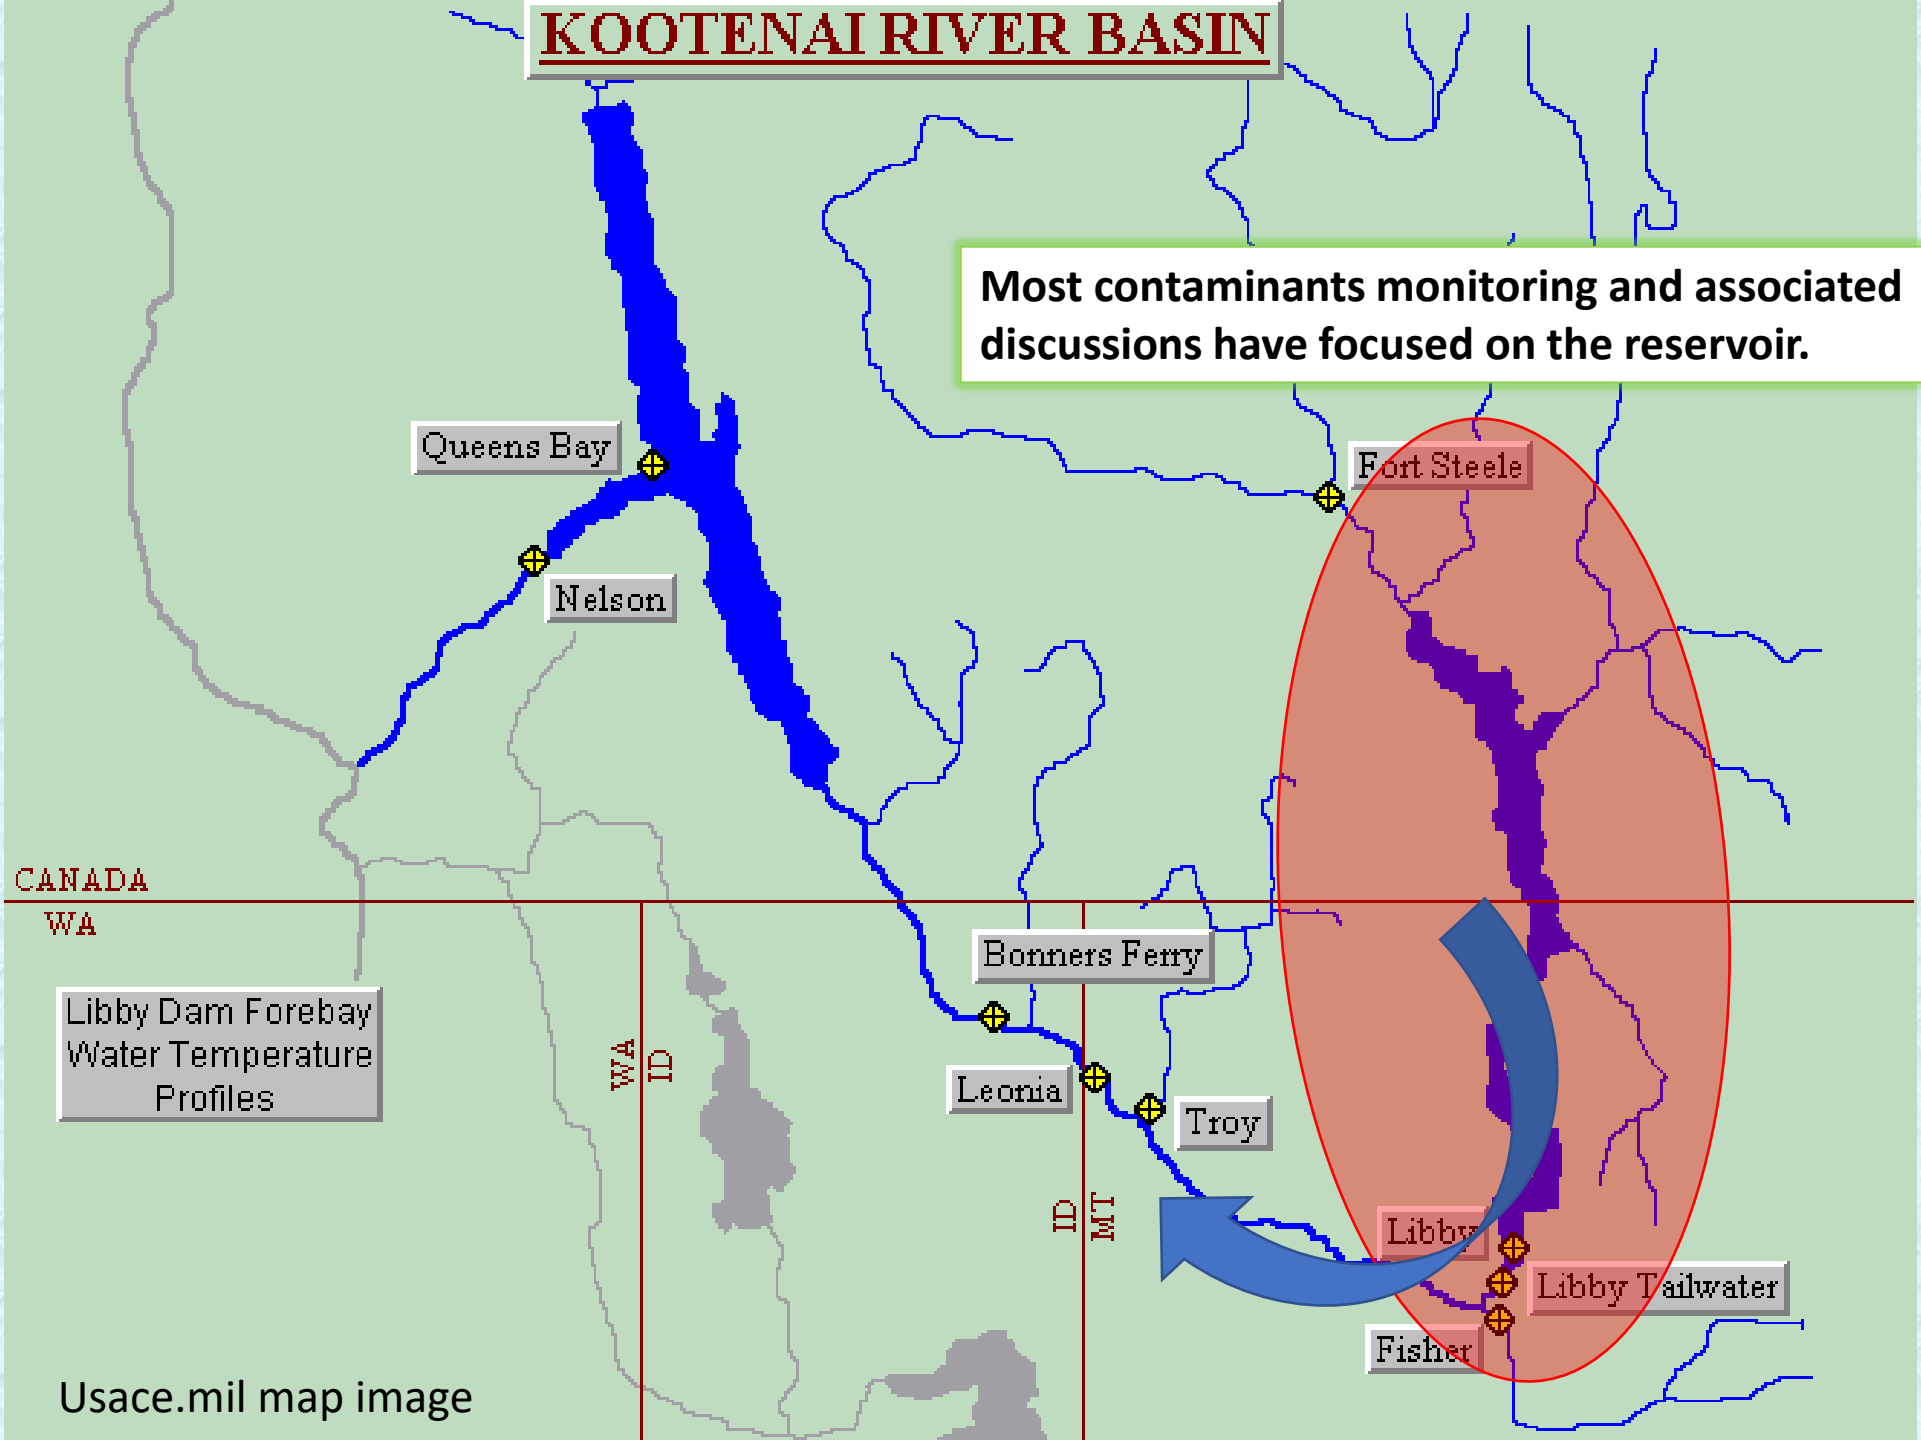 KOOTENAI RIVER BASIN
Most contaminants monitoring and associated
discussions have focused on the reservoir.
Queens Bay
Fort Steele
Nelson
CANADA
WA
Bonners Ferry
Libby Dam Forebay
Water Temperature
Profiles
WA
ID
Leonia
Troy
ID
MT
Libby
Libby Tailwater
Fisher
Usace.mil map image